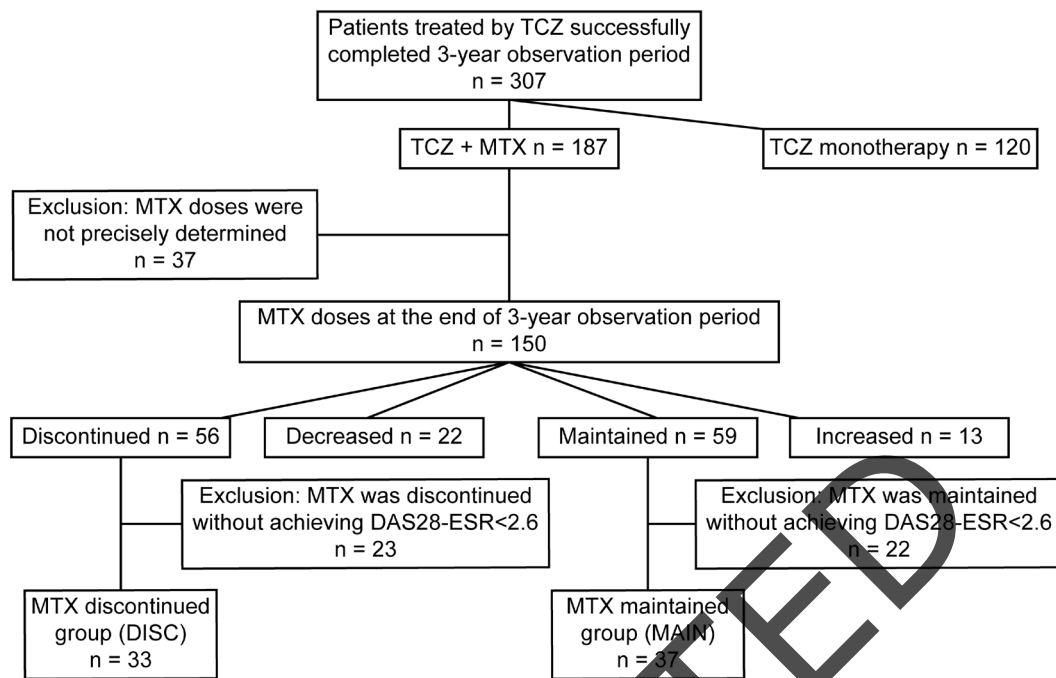 Patients treated by TCZ successfully
completed 3-year observation period
n = 307
TCZ + MTX n = 187
TCZ monotherapy n = 120
Exclusion: MTX doses were
not precisely determined
n = 37
MTX doses at the end of 3-year observation period
n = 150
Discontinued n = 56
Decreased n = 22
Maintained n = 59
Increased n = 13
Exclusion: MTX was discontinued
without achieving DAS28-ESR<2.6
n = 23
Exclusion: MTX was maintained
without achieving DAS28-ESR<2.6
n = 22
MTX discontinued
group (DISC)
n = 33
MTX maintained
group (MAIN)
n = 37
TED